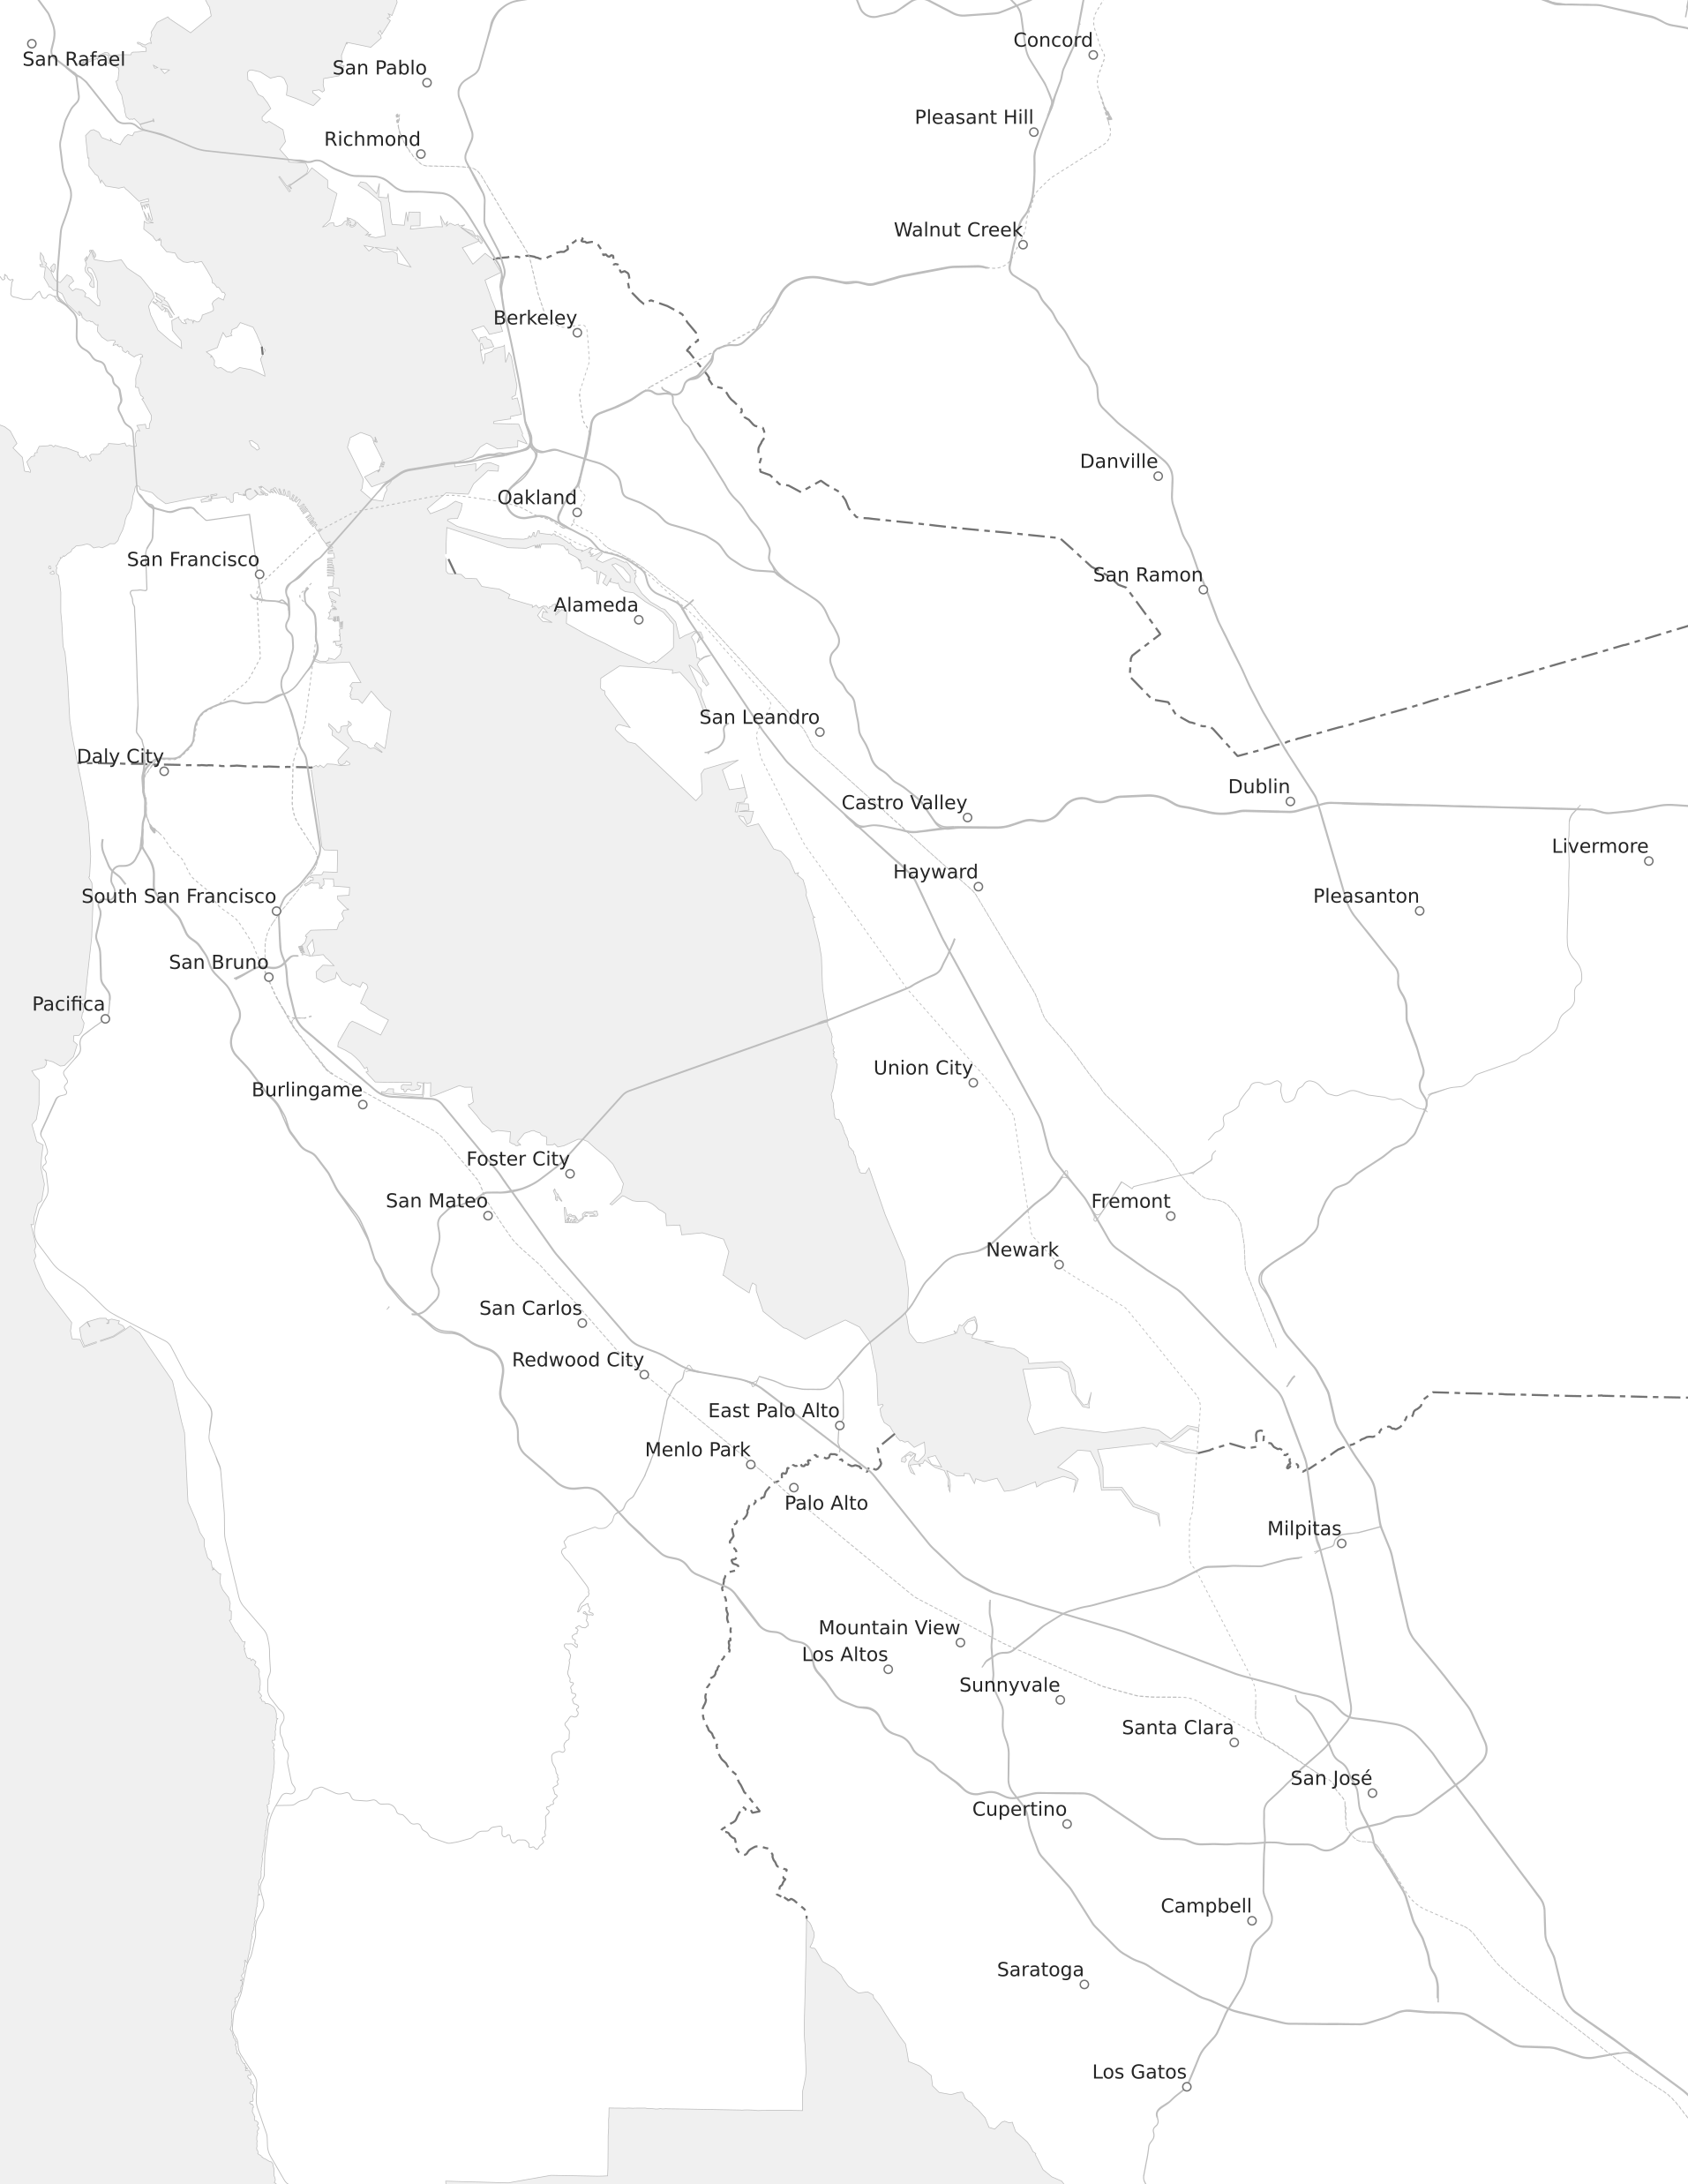 Concord
San Rafael
San Pablo
Pleasant Hill
Richmond
Walnut Creek
Berkeley
Danville
Oakland
San Francisco
San Ramon
Alameda
San Leandro
Daly City
Dublin
Castro Valley
Livermore
Hayward
South San Francisco
Pleasanton
San Bruno
Pacifica
Union City
Burlingame
Foster City
San Mateo
Fremont
Newark
San Carlos
Redwood City
East Palo Alto
Menlo Park
Palo Alto
Milpitas
Mountain View
Los Altos
Sunnyvale
Santa Clara
San José
Cupertino
Campbell
Saratoga
Los Gatos